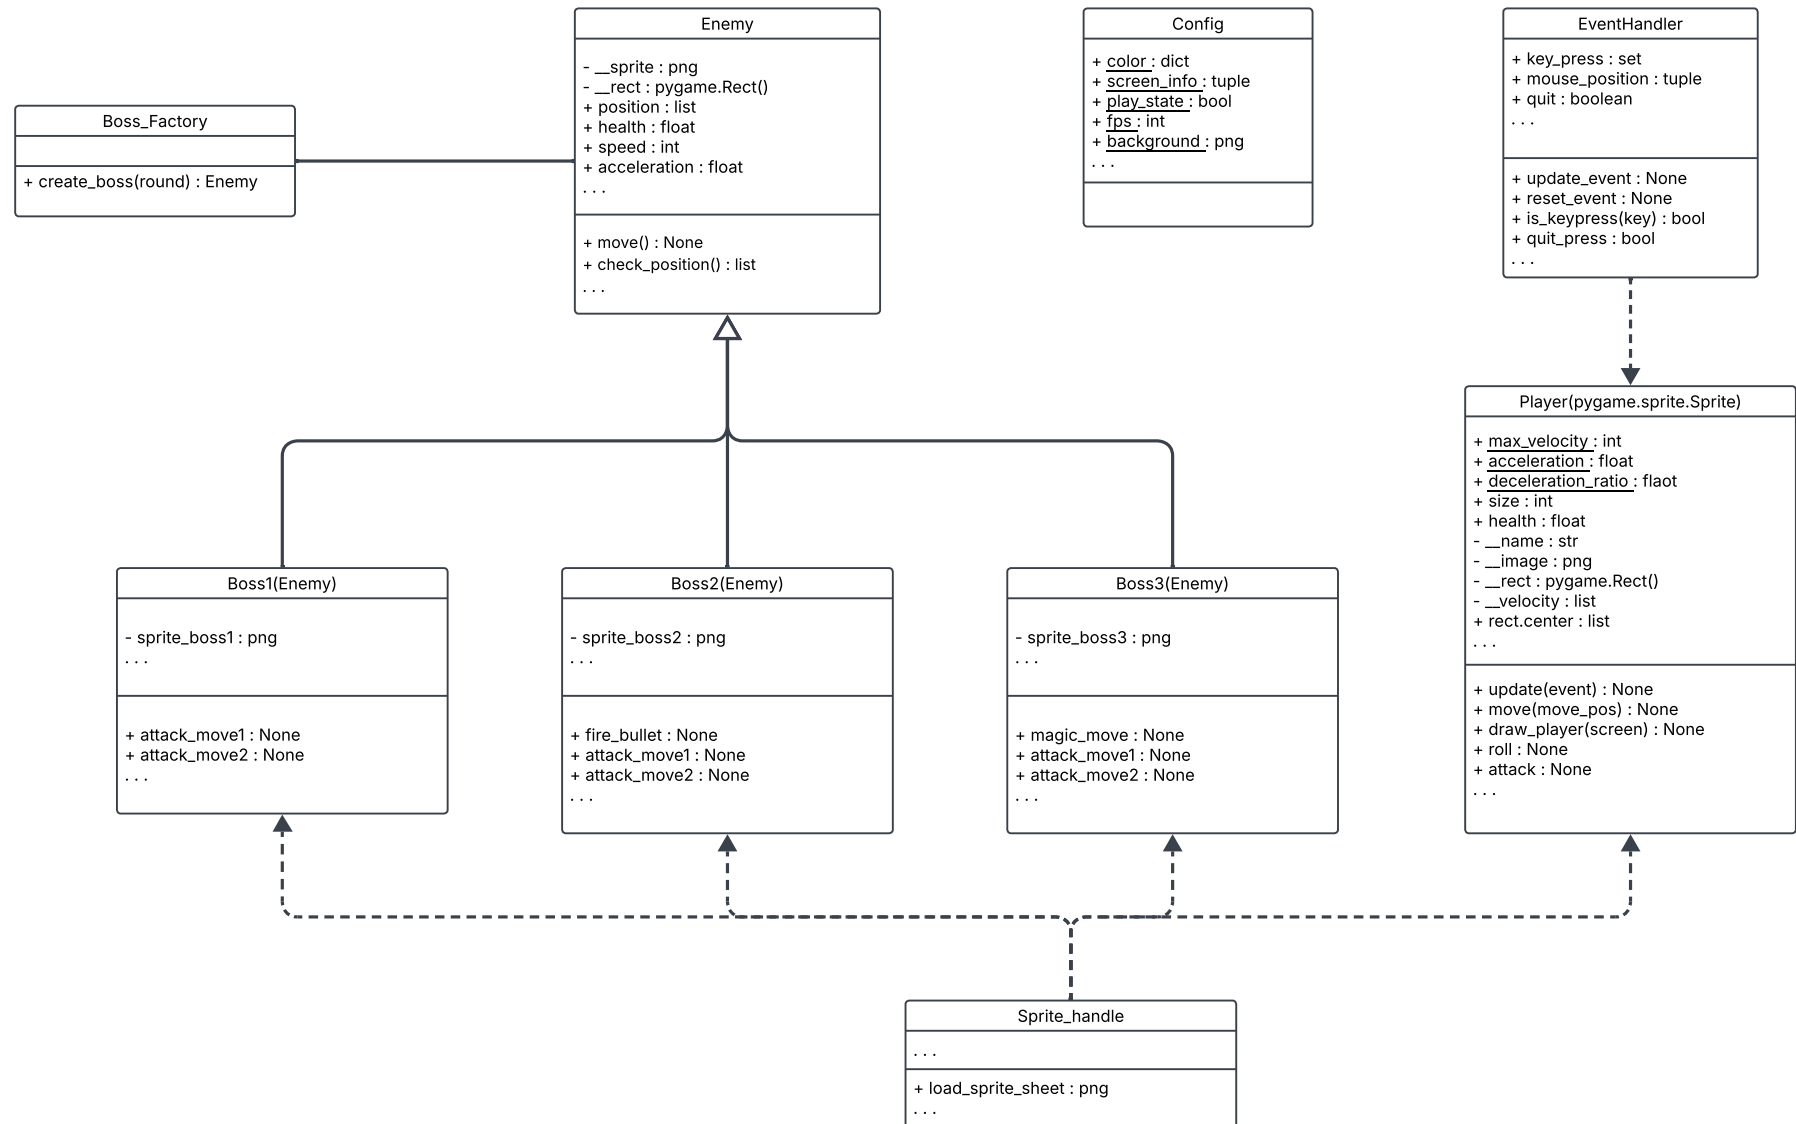 Boss_Factory
+ create_boss(round) : Enemy
Enemy
- __sprite : png
- __rect : pygame.Rect()
+ position : list
+ health : float
+ speed : int
+ acceleration : float
. . .
+ move() : None
+ check_position() : list
. . .
Config
+ color : dict
+ screen_info : tuple
+ play_state : bool
+ fps : int
+ background : png
. . .
EventHandler
+ key_press : set
+ mouse_position : tuple
+ quit : boolean
. . .
+ update_event : None
+ reset_event : None
+ is_keypress(key) : bool
+ quit_press : bool
. . .
Boss1(Enemy)
- sprite_boss1 : png
. . .
+ attack_move1 : None
+ attack_move2 : None
. . .
Boss2(Enemy)
- sprite_boss2 : png
. . .
+ fire_bullet : None
+ attack_move1 : None
+ attack_move2 : None
. . .
Boss3(Enemy)
- sprite_boss3 : png
. . .
+ magic_move : None
+ attack_move1 : None
+ attack_move2 : None
. . .
Player(pygame.sprite.Sprite)
+ max_velocity : int
+ acceleration : float
+ deceleration_ratio : flaot
+ size : int
+ health : float
- __name : str
- __image : png
- __rect : pygame.Rect()
- __velocity : list
+ rect.center : list
. . .
+ update(event) : None
+ move(move_pos) : None
+ draw_player(screen) : None
+ roll : None
+ attack : None
. . .
Sprite_handle
. . .
+ load_sprite_sheet : png
. . .